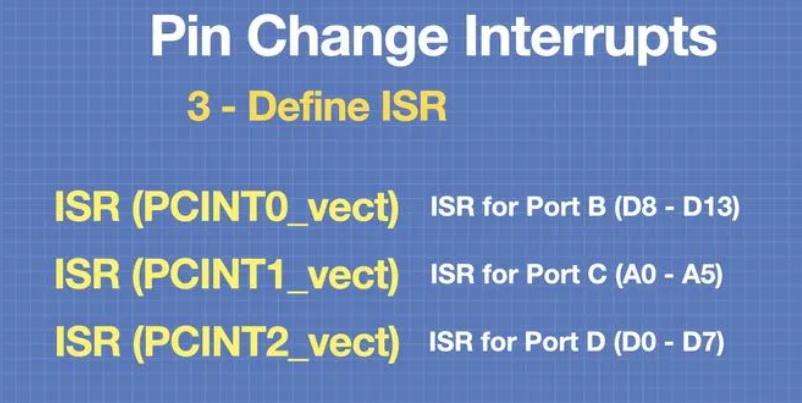 Pin Change Interrupts
3 - Define ISR
ISR (PCINT0_vect) ISR for Port B (D8 - D13)
ISR (PCINT1_vect) ISR for Port C (A0 - A5)
ISR (PCINT2_vect) ISR for Port D (D0 - D7)